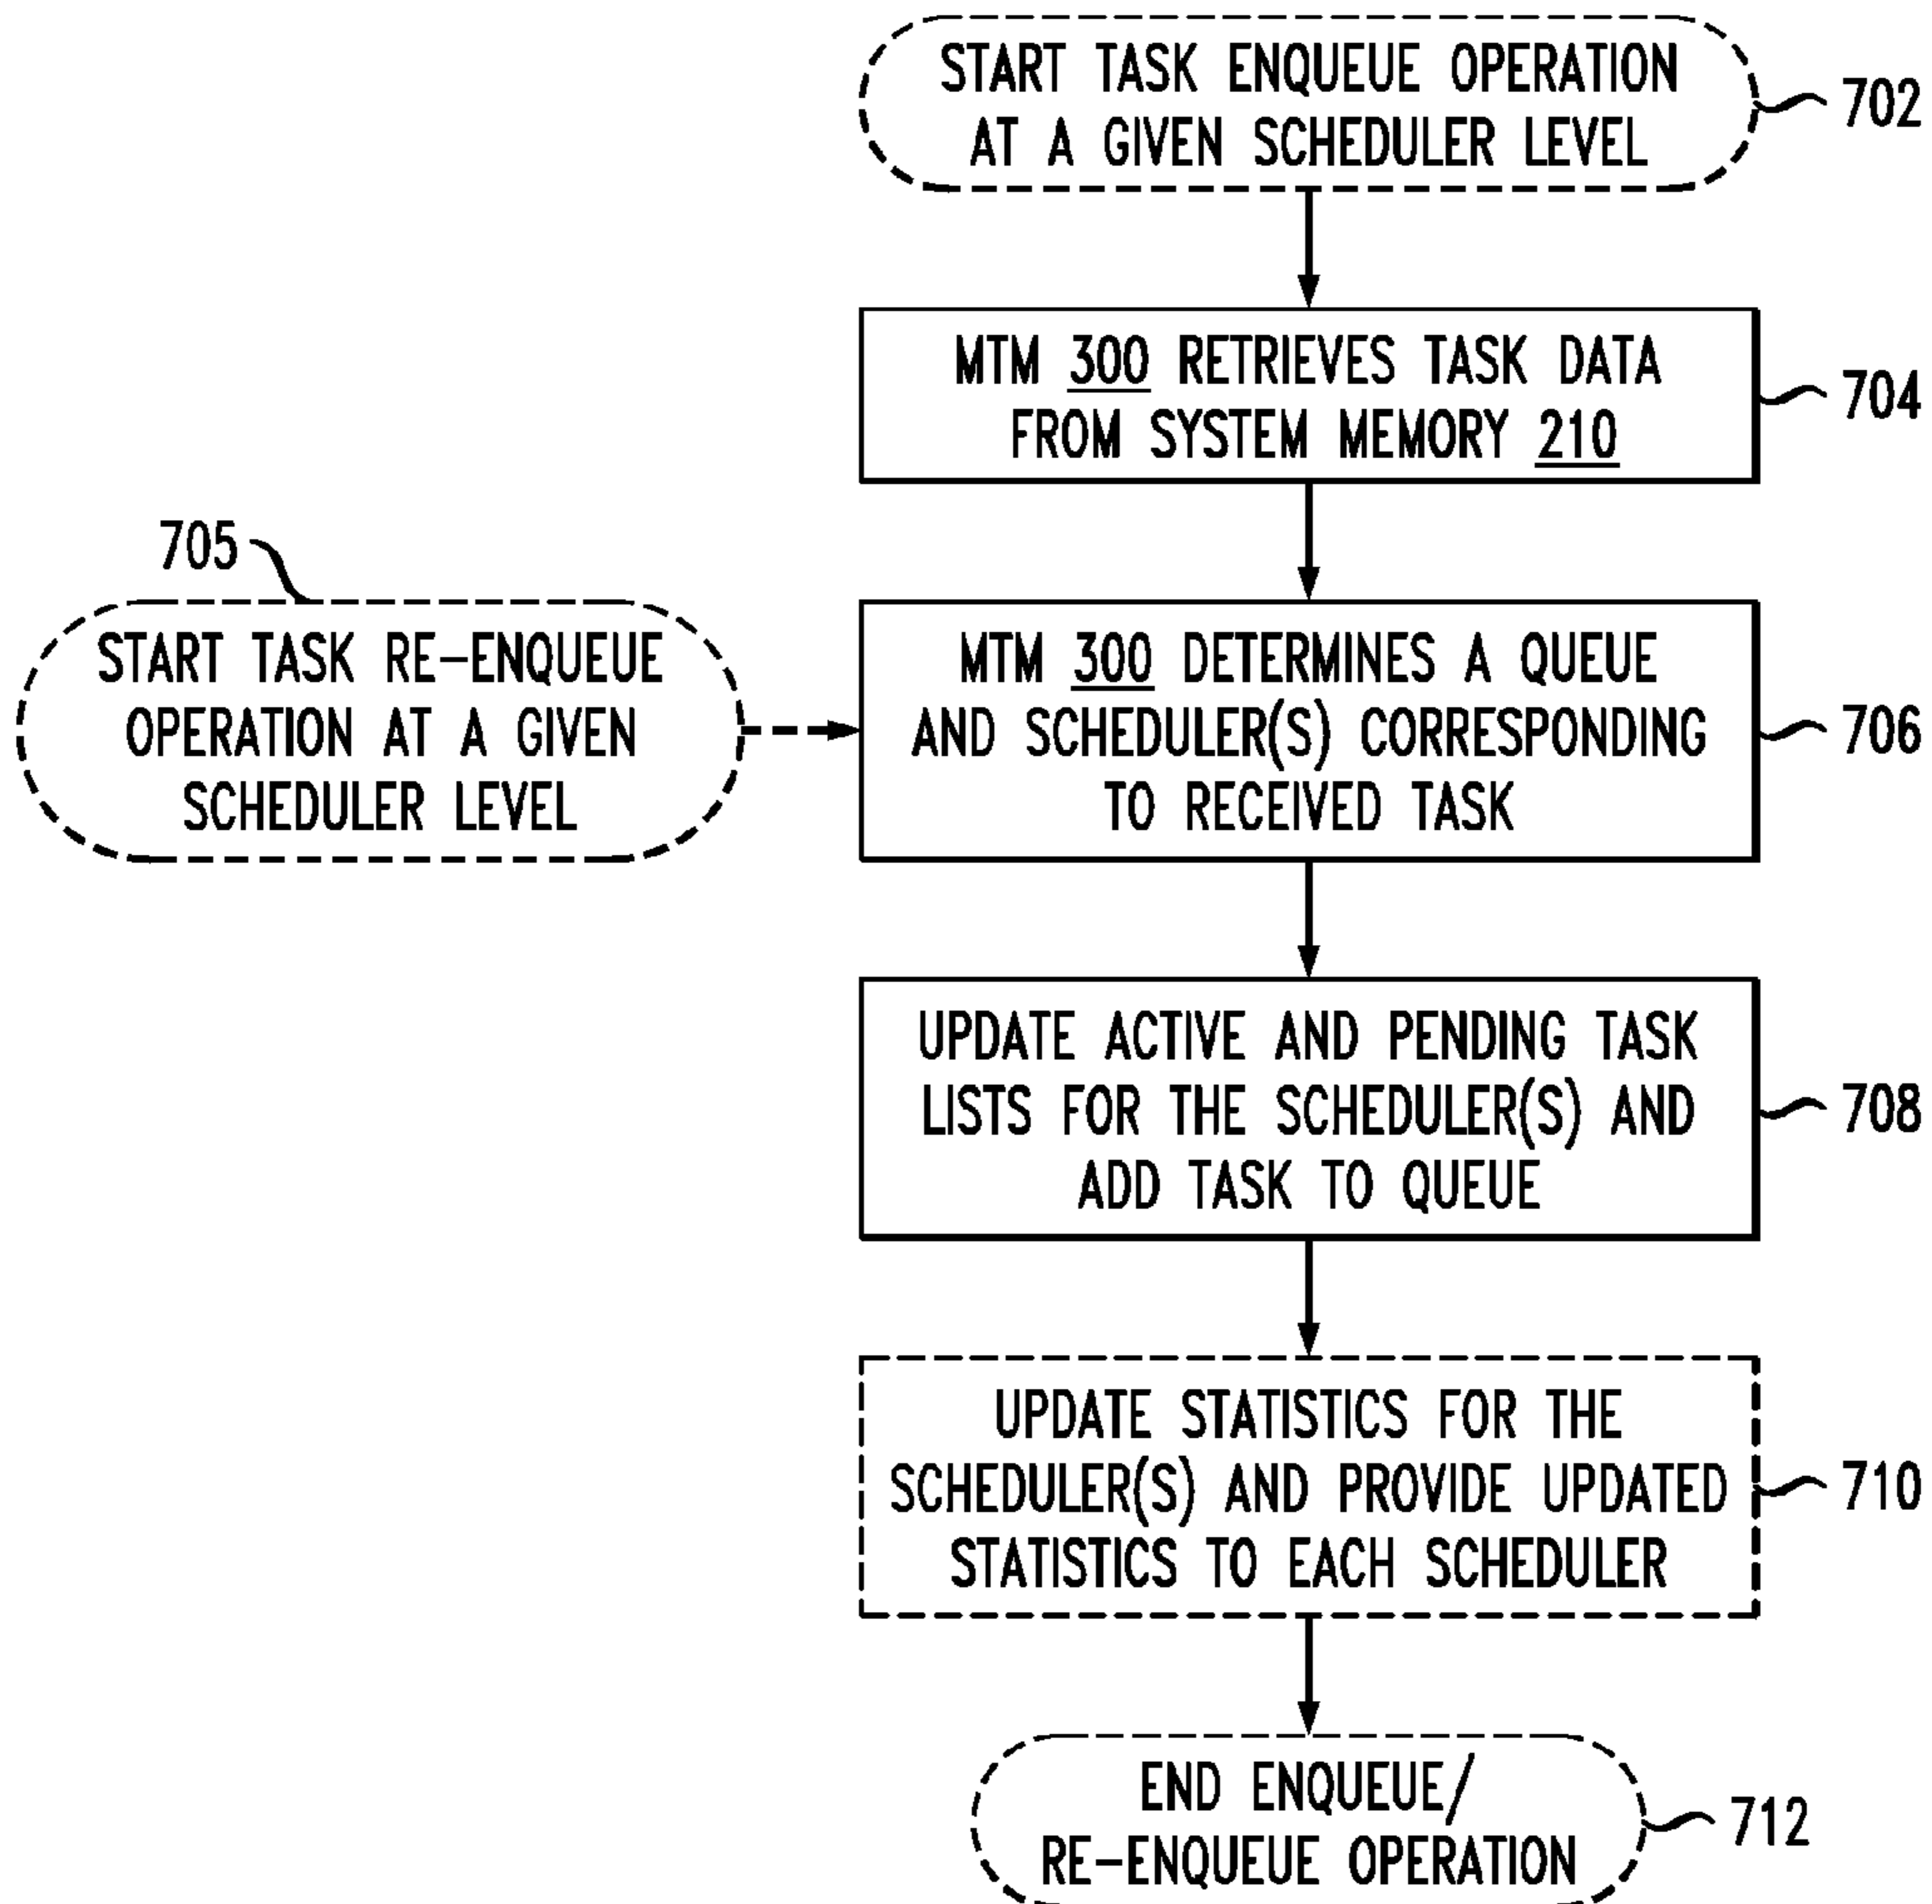 START TASK ENQUEUE OPERATION
AT A GIVEN SCHEDULER LEVEL
702
MTM 300 RETRIEVES TASK DATA
FROM SYSTEM MEMORY 210
704
705
START TASK RE-ENQUEUE
OPERATION AT A GIVEN
SCHEDULER LEVEL
MTM 300 DETERMINES A QUEUE
AND SCHEDULER(S) CORRESPONDING
TO RECEIVED TASK
706
UPDATE ACTIVE AND PENDING TASK
LISTS FOR THE SCHEDULER(S) AND
ADD TASK TO QUEUE
708
UPDATE STATISTICS FOR THE
SCHEDULER(S) AND PROVIDE UPDATED
STATISTICS TO EACH SCHEDULER
710
END ENQUEUE/
RE-ENQUEUE OPERATION
712